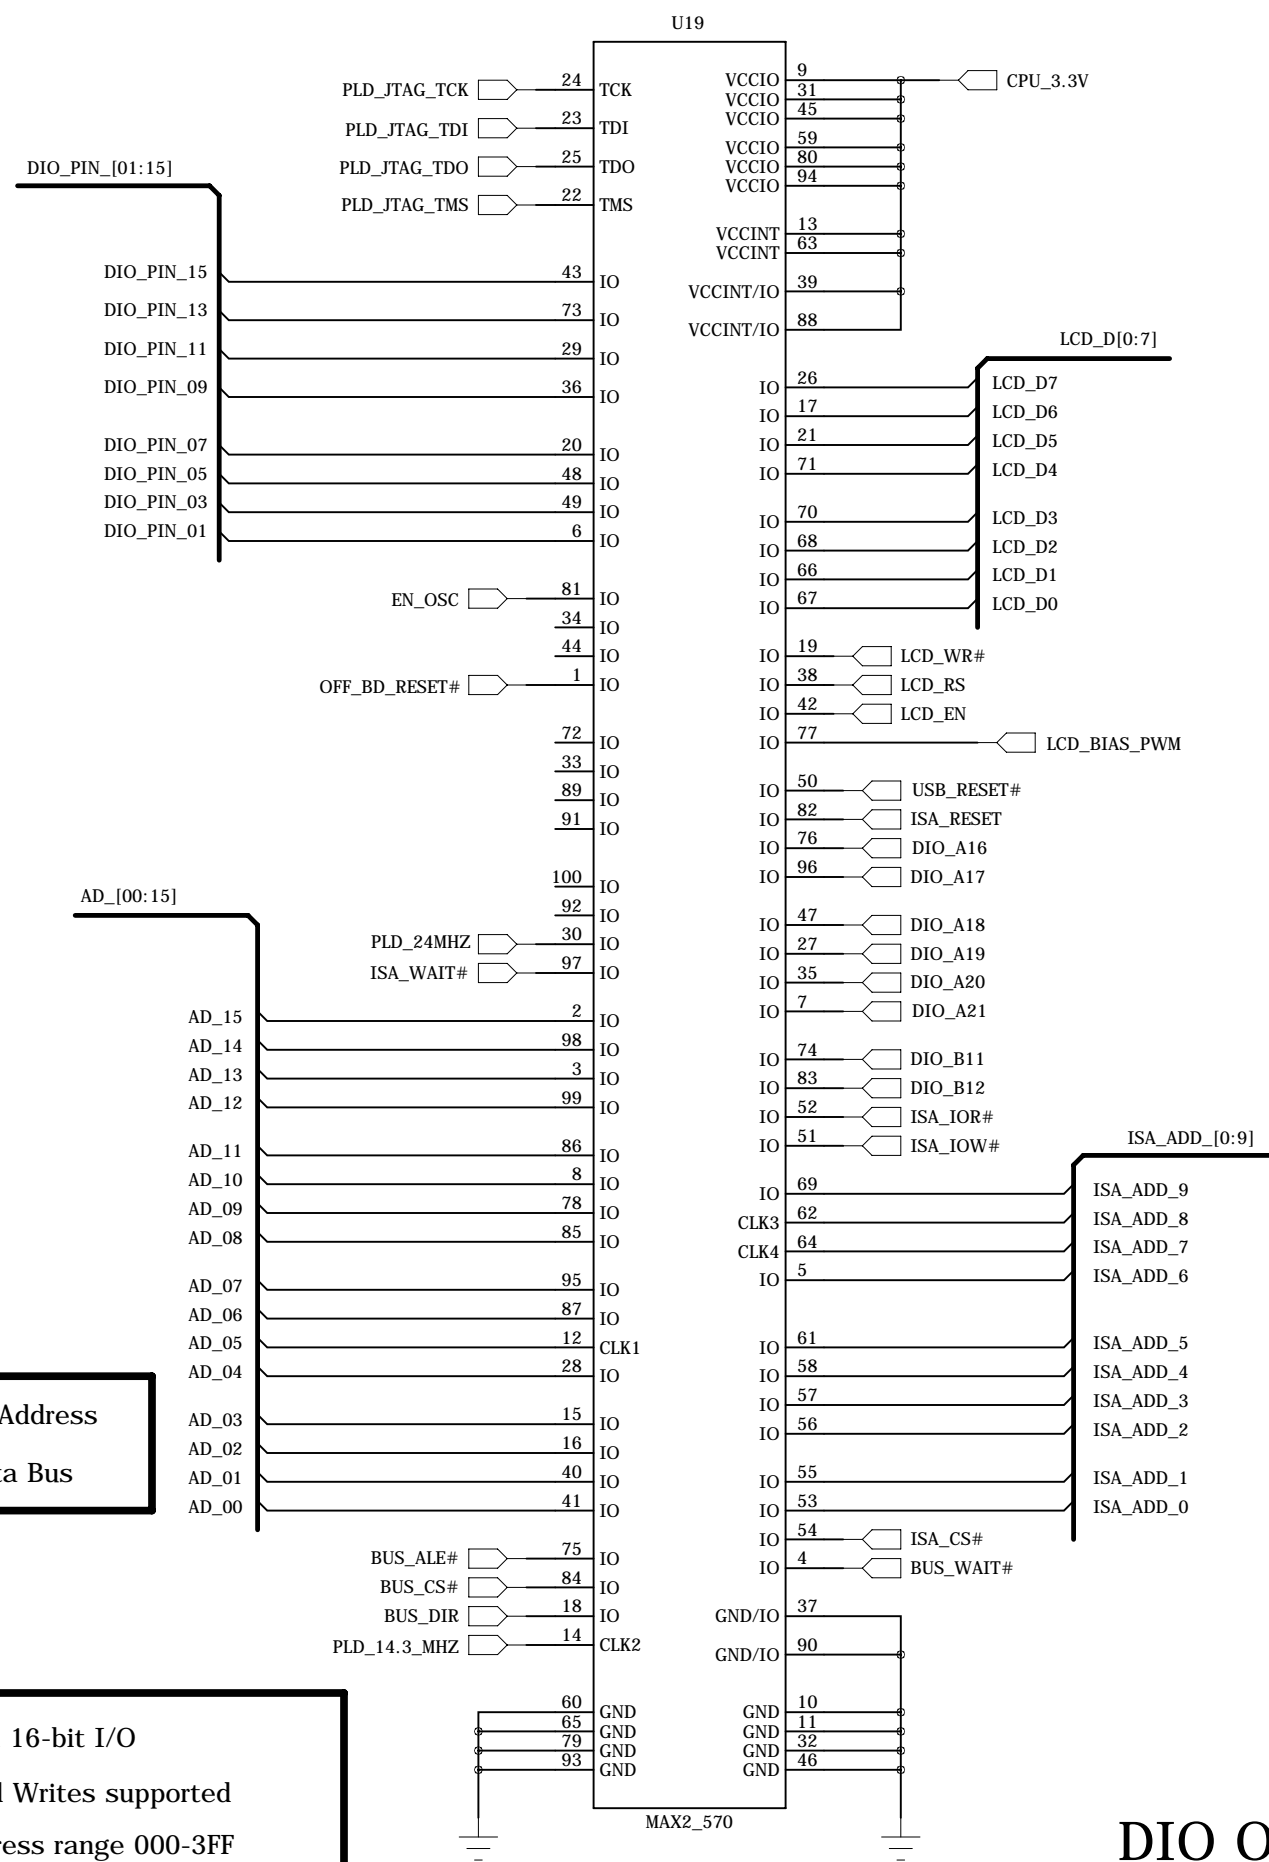 U19
PLD_JTAG_TCK 24 TCK
PLD_JTAG_TDI 23 TDI
PLD_JTAG_TDO 25 TDO
PLD_JTAG_TMS 22 TMS
DIO_PIN_[01:15]
DIO_PIN_15 43 IO
DIO_PIN_13 73 IO
DIO_PIN_11 29 IO
DIO_PIN_09 36 IO
DIO_PIN_07 20 IO
DIO_PIN_05 48 IO
DIO_PIN_03 49 IO
DIO_PIN_01 6 IO
EN_OSC 81 IO
34 IO
44 IO
OFF_BD_RESET# 1 IO
72 IO
33 IO
89 IO
91 IO
100 IO
92 IO
PLD_24MHZ 30 IO
ISA_WAIT# 97 IO
AD_[00:15]
AD_15 2 IO
AD_14 98 IO
AD_13 3 IO
AD_12 99 IO
AD_11 86 IO
AD_10 8 IO
AD_09 78 IO
AD_08 85 IO
AD_07 95 IO
AD_06 87 IO
AD_05 12 CLK1
AD_04 28 IO
AD_03 15 IO
AD_02 16 IO
AD_01 40 IO
AD_00 41 IO
BUS_ALE# 75 IO
BUS_CS# 84 IO
BUS_DIR 18 IO
PLD_14.3_MHZ 14 CLK2
60 GND
65 GND
79 GND
93 GND
VCCIO 9 CPU_3.3V
VCCIO 31
VCCIO 45
VCCIO 59
VCCIO 80
VCCIO 94
VCCINT 13
VCCINT 63
VCCINT/IO 39
VCCINT/IO 88
LCD_D[0:7]
IO 26 LCD_D7
IO 17 LCD_D6
IO 21 LCD_D5
IO 71 LCD_D4
IO 70 LCD_D3
IO 68 LCD_D2
IO 66 LCD_D1
IO 67 LCD_D0
IO 19 LCD_WR#
IO 38 LCD_RS
IO 42 LCD_EN
IO 77 LCD_BIAS_PWM
IO 50 USB_RESET#
IO 82 ISA_RESET
IO 76 DIO_A16
IO 96 DIO_A17
IO 47 DIO_A18
IO 27 DIO_A19
IO 35 DIO_A20
IO 7 DIO_A21
IO 74 DIO_B11
IO 83 DIO_B12
IO 52 ISA_IOR#
IO 51 ISA_IOW#
ISA_ADD_[0:9]
IO 69 ISA_ADD_9
CLK3 62 ISA_ADD_8
CLK4 64 ISA_ADD_7
IO 5 ISA_ADD_6
IO 61 ISA_ADD_5
IO 58 ISA_ADD_4
IO 57 ISA_ADD_3
IO 56 ISA_ADD_2
IO 55 ISA_ADD_1
IO 53 ISA_ADD_0
IO 54 ISA_CS#
IO 4 BUS_WAIT#
GND/IO 37
GND/IO 90
GND 10
GND 11
GND 32
GND 46
MAX2_570
Address
Bus
16-bit I/O
Writes supported
range 000-3FF
DIO O